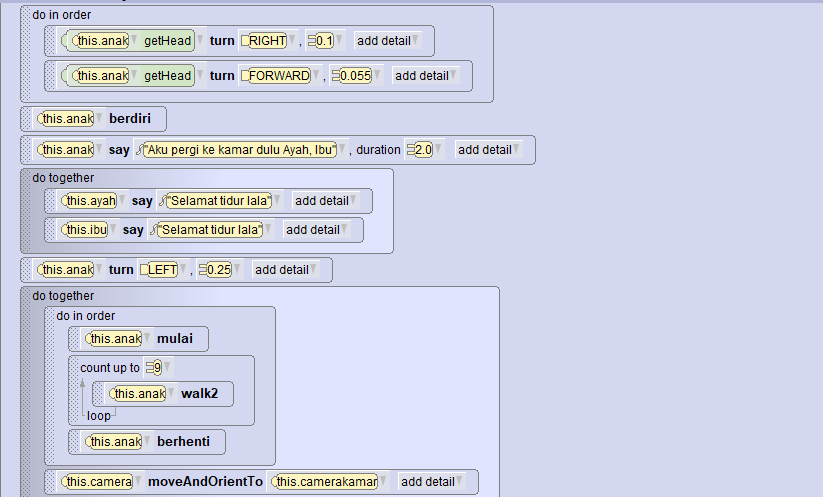 do in order
this.anak getHead turn RIGHT , 0.1 add detail
this.anak getHead turn FORWARD , 0.055 add detail
this.anak berdiri
this.anak say "Aku pergi ke kamar dulu Ayah, Ibu" , duration 2.0 add detail
do together
this.ayah say "Selamat tidur lala" add detail
this.ibu say "Selamat tidur lala" add detail
this.anak turn LEFT , 0.25 add detail
do together
do in order
this.anak mulai
count up to 9
this.anak walk2
loop
this.anak berhenti
this.camera moveAndOrientTo this.camerakamar add detail